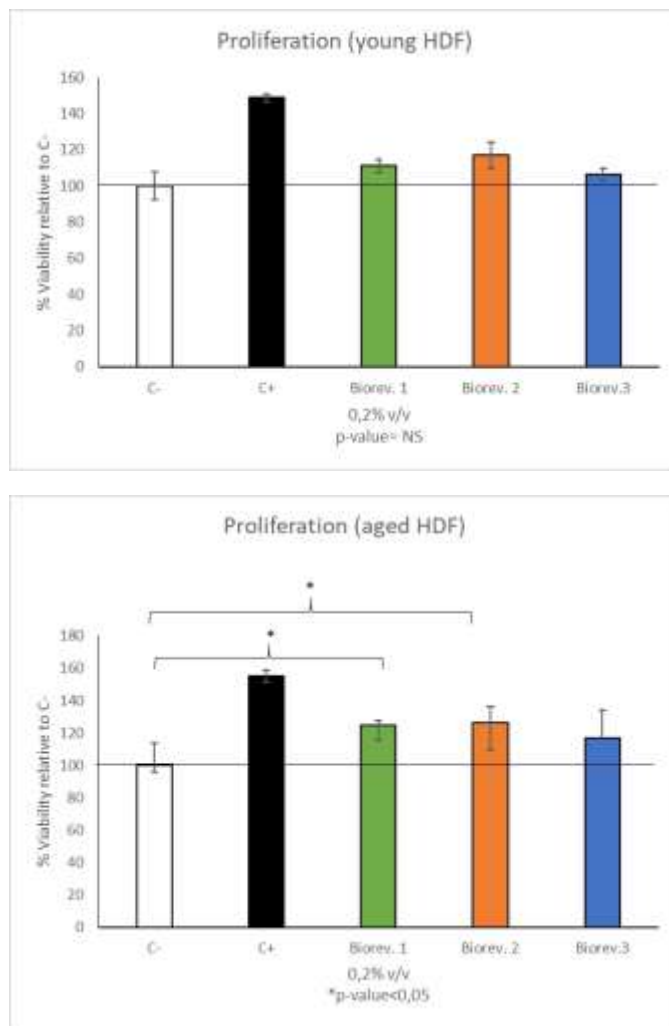 Proliferation (young HDF)
% Viability relative to C-
160
140
120
100
80
60
40
20
0
C- C+ Biorev. 1 Biorev. 2 Biorev.3
0,2% v/v
p-value= NS
Proliferation (aged HDF)
*
*
% Viability relative to C-
180
160
140
120
100
80
60
40
20
0
C- C+ Biorev. 1 Biorev. 2 Biorev.3
0,2% v/v
*p-value<0,05